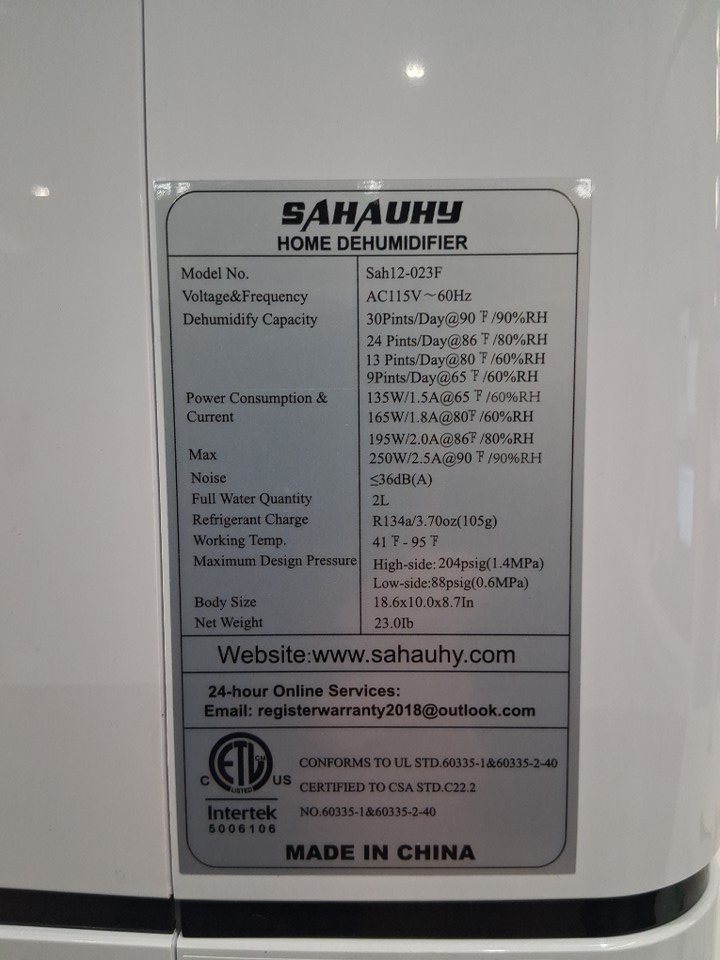 SAHAUHY
HOME DEHUMIDIFIER
Model No. Sah12-023F
Voltage&Frequency AC115V~60Hz
Dehumidify Capacity 30Pints/Day@90 ℉/90%RH
24 Pints/Day@86 ℉/80%RH
13 Pints/Day@80 ℉/60%RH
9Pints/Day@65 ℉/60%RH
Power Consumption & 135W/1.5A@65 ℉/60%RH
Current 165W/1.8A@80℉/60%RH
195W/2.0A@86℉/80%RH
Max 250W/2.5A@90 ℉/90%RH
Noise ≤36dB(A)
Full Water Quantity 2L
Refrigerant Charge R134a/3.70oz(105g)
Working Temp. 41 ℉ - 95 ℉
Maximum Design Pressure High-side: 204psig(1.4MPa)
Low-side:88psig(0.6MPa)
Body Size 18.6x10.0x8.7In
Net Weight 23.0Ib
Website:www.sahauhy.com
24-hour Online Services:
Email: registerwarranty2018@outlook.com
ETL CM
LISTED
C US
Intertek
5006106
CONFORMS TO UL STD.60335-1&60335-2-40
CERTIFIED TO CSA STD.C22.2
NO.60335-1&60335-2-40
MADE IN CHINA